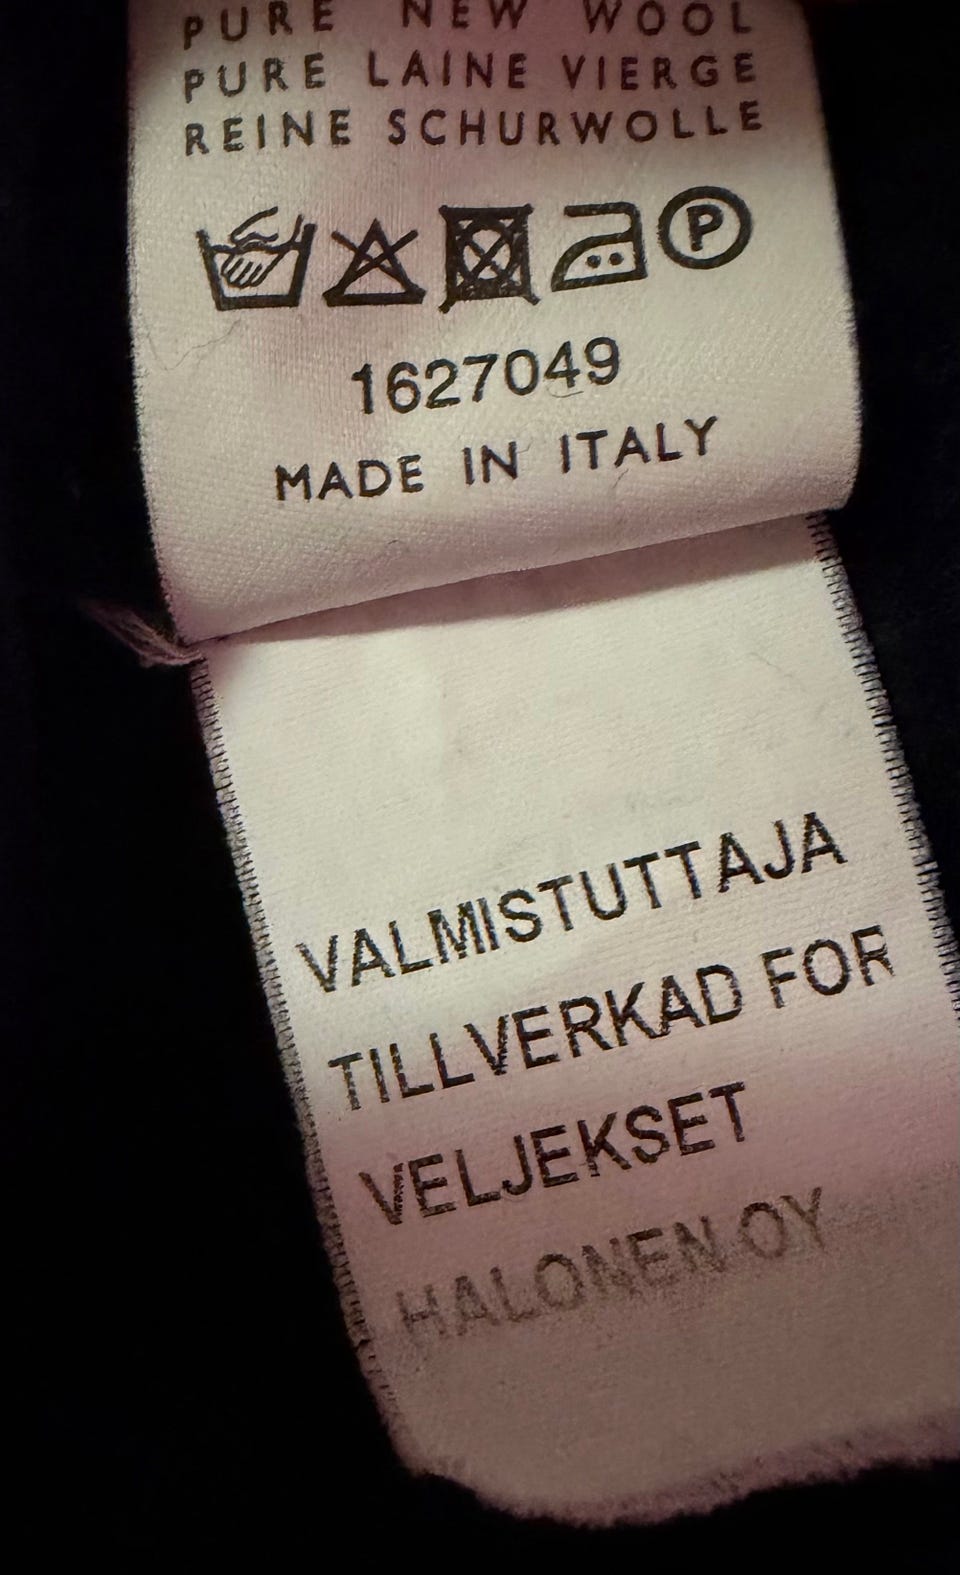 PURE NEW WOOL
PURE LAINE VIERGE
REINE SCHURWOLLE
P
1627049
MADE IN ITALY
VALMISTUTTAJA
TILLVERKAD FOR
VELJEKSET
HALONEN OY